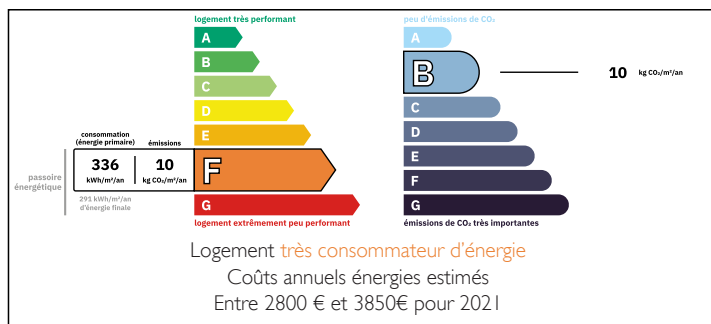 logement très performant
A
B
C
D
E
consommation
(énergie primaire)
émissions
336
10
kWh/m²/an
kg CO₂/m²/an
F
passoire
énergétique
291 kWh/m²/an
d'énergie finale
G
logement extrêmement peu performant
peu d'émissions de CO₂
A
B
10 kg CO₂/m²/an
C
D
E
F
G
émissions de CO₂ très importantes
Logement très consommateur d'énergie
Coûts annuels énergies estimés
Entre 2800 € et 3850€ pour 2021